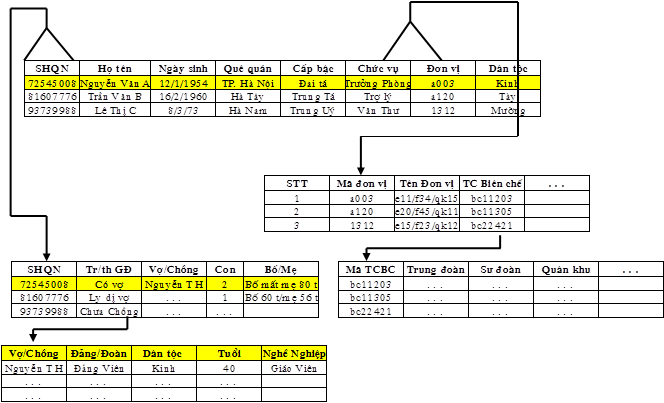 SHQN Họ tên Ngày sinh Quê quán Cấp bậc Chức vụ Đơn vị Dân tộc
72545008 Nguyễn Văn A 12/1/1954 TP. Hà Nội Đại tá Trưởng Phòng a003 Kinh
81607776 Trần Văn B 16/2/1960 Hà Tây Trung Tá Trợ lý a120 Tày
93739988 Lê Thị C 8/3/73 Hà Nam Trung Uý Văn Thư 1312 Mường
STT Mã đơn vị Tên Đơn vị TC Biên chế . . .
1 a003 e11/f34/qk15 bc11203
2 a120 e20/f45/qk11 bc11305
3 1312 e15/f23/qk12 bc22421
SHQN Tr/th GĐ Vợ/Chồng Con Bố/Mẹ
72545008 Có vợ Nguyễn T H 2 Bố mất mẹ 80 t
81607776 Ly dị vợ . . . 1 Bố 60 t/mẹ 56 t
93739988 Chưa Chồng . . . . . .
Mã TCBC Trung đoàn Sư đoàn Quân khu . . .
bc11203 . . . . . . . . .
bc11305 . . . . . . . . .
bc22421 . . . . . . . . .
Vợ/Chồng Đảng/Đoàn Dân tộc Tuổi Nghề Nghiệp
Nguyễn T H Đảng Viên Kinh 40 Giáo Viên
. . . . . . . . . . . .
. . . . . . . . . . . .